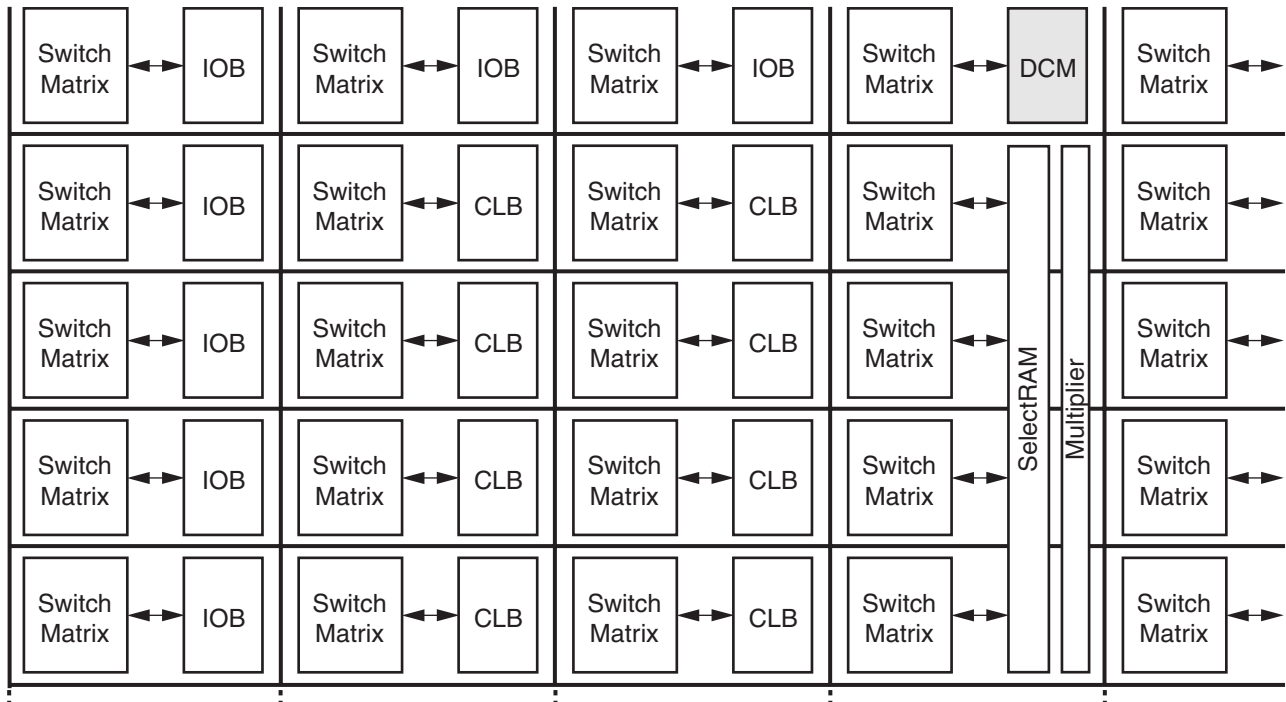 Switch
Matrix
IOB
Switch
Matrix
IOB
Switch
Matrix
IOB
Switch
Matrix
DCM
Switch
Matrix
Switch
Matrix
IOB
Switch
Matrix
CLB
Switch
Matrix
CLB
Switch
Matrix
Switch
Matrix
Switch
Matrix
IOB
Switch
Matrix
CLB
Switch
Matrix
CLB
Switch
Matrix
SelectRAM
Multiplier
Switch
Matrix
Switch
Matrix
IOB
Switch
Matrix
CLB
Switch
Matrix
CLB
Switch
Matrix
Switch
Matrix
Switch
Matrix
IOB
Switch
Matrix
CLB
Switch
Matrix
CLB
Switch
Matrix
Switch
Matrix